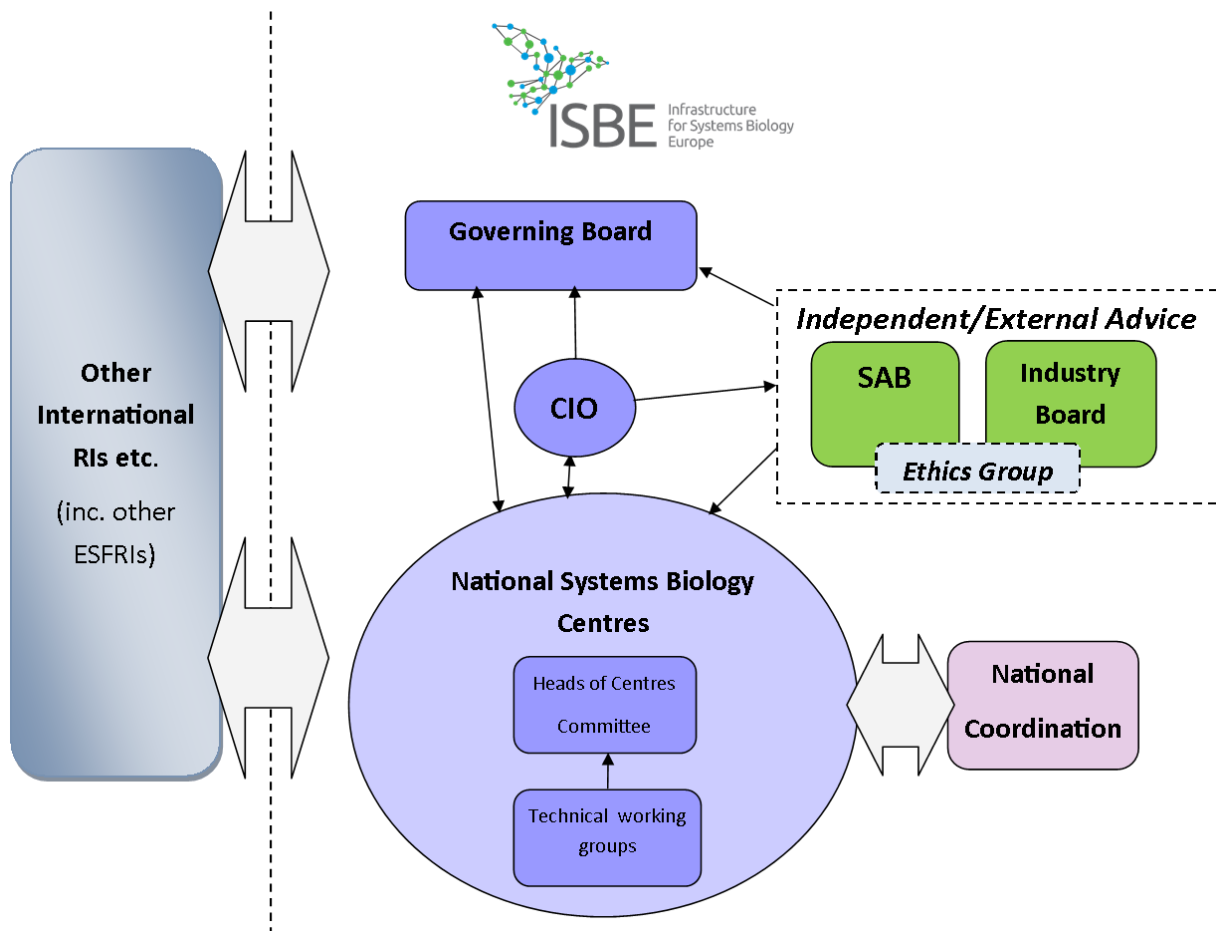 ISBE
Infrastructure
for Systems Biology
Europe
Governing Board
Independent/External Advice
SAB
Industry
Board
Ethics Group
CIO
Other
International
RIs etc.
(inc. other
ESFRIs)
National Systems Biology
Centres
Heads of Centres
Committee
Technical working
groups
National
Coordination